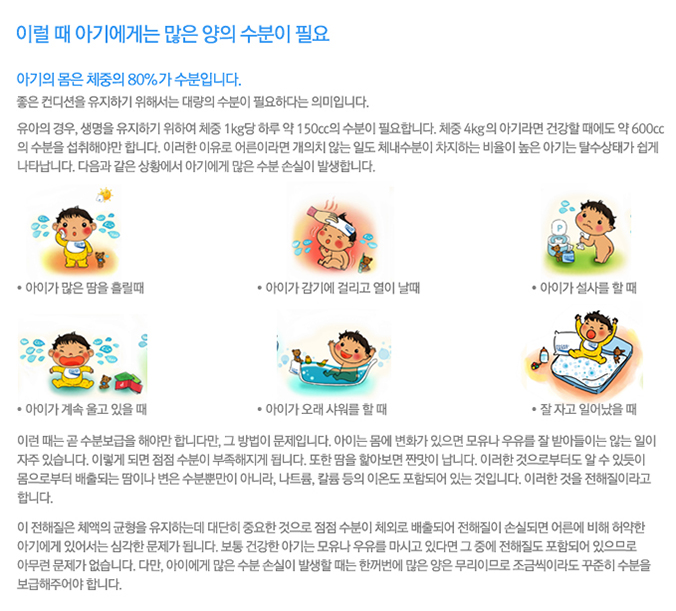 이럴 때 아기에게는 많은 양의 수분이 필요
아기의 몸은 체중의 80%가 수분입니다.
좋은 컨디션을 유지하기 위해서는 대량의 수분이 필요하다는 의미입니다.
유아의 경우, 생명을 유지하기 위하여 체중 1kg당 하루 약 150cc의 수분이 필요합니다. 체중 4kg의 아기라면 건강할 때에도 약 600cc
의 수분을 섭취해야만 합니다. 이러한 이유로 어른이라면 개의치 않는 일도 체내수분이 차지하는 비율이 높은 아기는 탈수상태가 쉽게
나타납니다. 다음과 같은 상황에서 아기에게 많은 수분 손실이 발생합니다.
P
• 아이가 많은 땀을 흘릴때
• 아이가 감기에 걸리고 열이 날때
• 아이가 설사를 할 때
• 아이가 계속 울고 있을 때
• 아이가 오래 샤워를 할 때
• 잘 자고 일어났을 때
이런 때는 곧 수분보급을 해야만 합니다만, 그 방법이 문제입니다. 아이는 몸에 변화가 있으면 모유나 우유를 잘 받아들이는 않는 일이
자주 있습니다. 이렇게 되면 점점 수분이 부족해지게 됩니다. 또한 땀을 핥아보면 짠맛이 납니다. 이러한 것으로부터도 알 수 있듯이
몸으로부터 배출되는 땀이나 변은 수분뿐만이 아니라, 나트륨, 칼륨 등의 이온도 포함되어 있는 것입니다. 이러한 것을 전해질이라고
합니다.
이 전해질은 체액의 균형을 유지하는데 대단히 중요한 것으로 점점 수분이 체외로 배출되어 전해질이 손실되면 어른에 비해 허약한
아기에게 있어서는 심각한 문제가 됩니다. 보통 건강한 아기는 모유나 우유를 마시고 있다면 그 중에 전해질도 포함되어 있으므로
아무런 문제가 없습니다. 다만, 아이에게 많은 수분 손실이 발생할 때는 한꺼번에 많은 양은 무리이므로 조금씩이라도 꾸준히 수분을
보급해주어야 합니다.